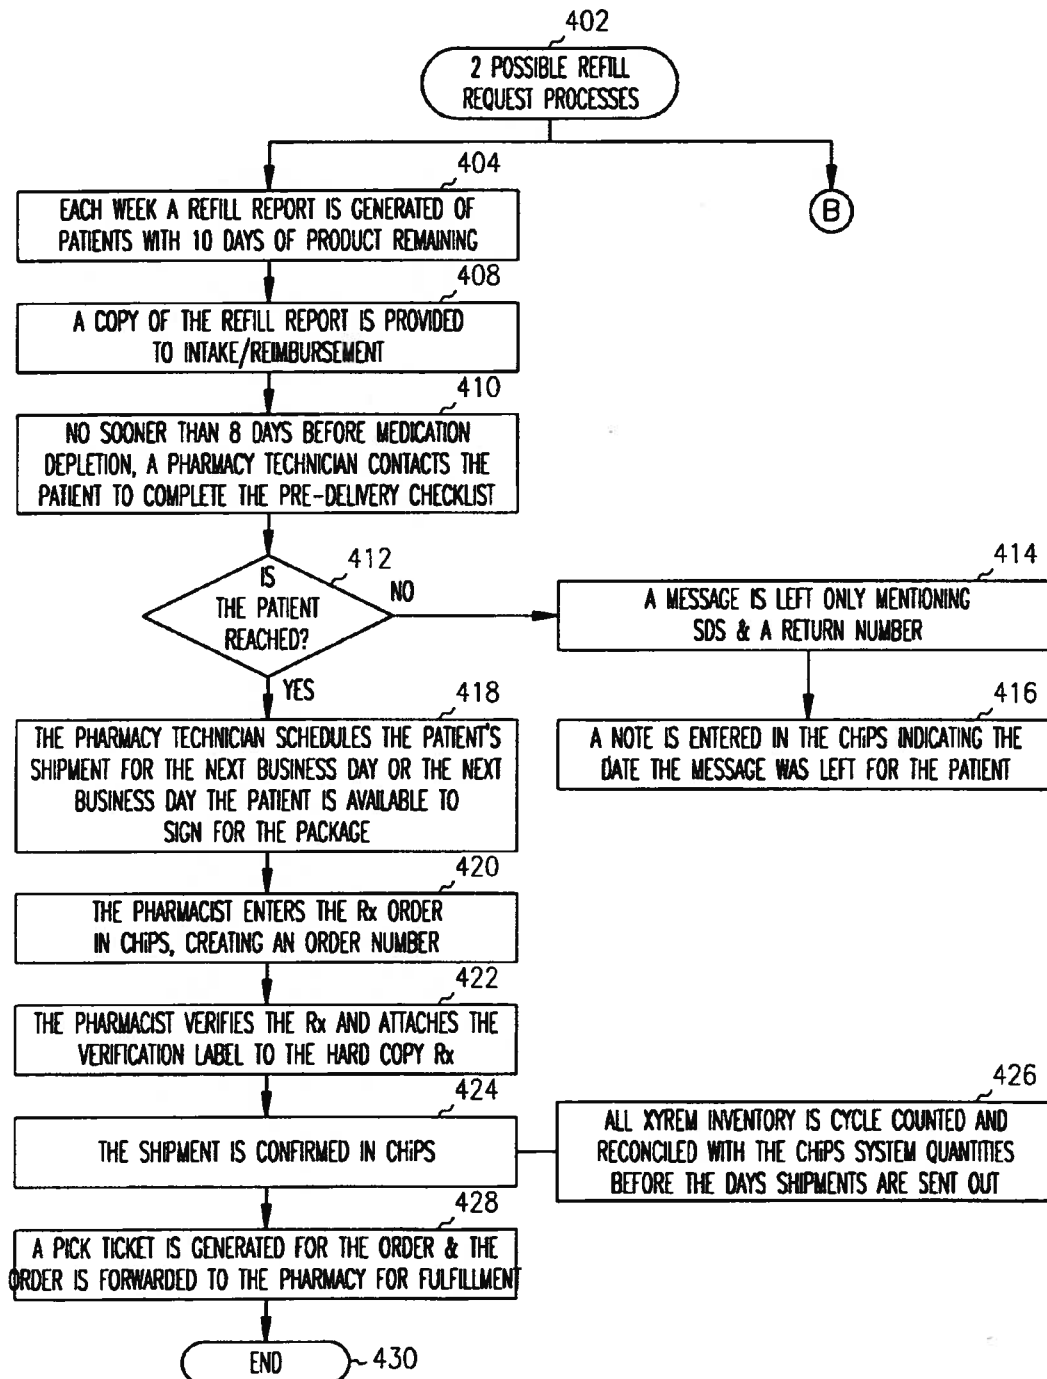 402
2 POSSIBLE REFILL
REQUEST PROCESSES
404
EACH WEEK A REFILL REPORT IS GENERATED OF
PATIENTS WITH 10 DAYS OF PRODUCT REMAINING
B
408
A COPY OF THE REFILL REPORT IS PROVIDED
TO INTAKE/REIMBURSEMENT
410
NO SOONER THAN 8 DAYS BEFORE MEDICATION
DEPLETION, A PHARMACY TECHNICIAN CONTACTS THE
PATIENT TO COMPLETE THE PRE-DELIVERY CHECKLIST
412
IS
THE PATIENT
REACHED?
NO
414
A MESSAGE IS LEFT ONLY MENTIONING
SDS & A RETURN NUMBER
416
A NOTE IS ENTERED IN THE CHiPS INDICATING THE
DATE THE MESSAGE WAS LEFT FOR THE PATIENT
YES
418
THE PHARMACY TECHNICIAN SCHEDULES THE PATIENT'S
SHIPMENT FOR THE NEXT BUSINESS DAY OR THE NEXT
BUSINESS DAY THE PATIENT IS AVAILABLE TO
SIGN FOR THE PACKAGE
420
THE PHARMACIST ENTERS THE Rx ORDER
IN CHiPS, CREATING AN ORDER NUMBER
422
THE PHARMACIST VERIFIES THE Rx AND ATTACHES THE
VERIFICATION LABEL TO THE HARD COPY Rx
424
THE SHIPMENT IS CONFIRMED IN CHiPS
426
ALL XYREM INVENTORY IS CYCLE COUNTED AND
RECONCILED WITH THE CHiPS SYSTEM QUANTITIES
BEFORE THE DAYS SHIPMENTS ARE SENT OUT
428
A PICK TICKET IS GENERATED FOR THE ORDER & THE
ORDER IS FORWARDED TO THE PHARMACY FOR FULFILLMENT
END
430